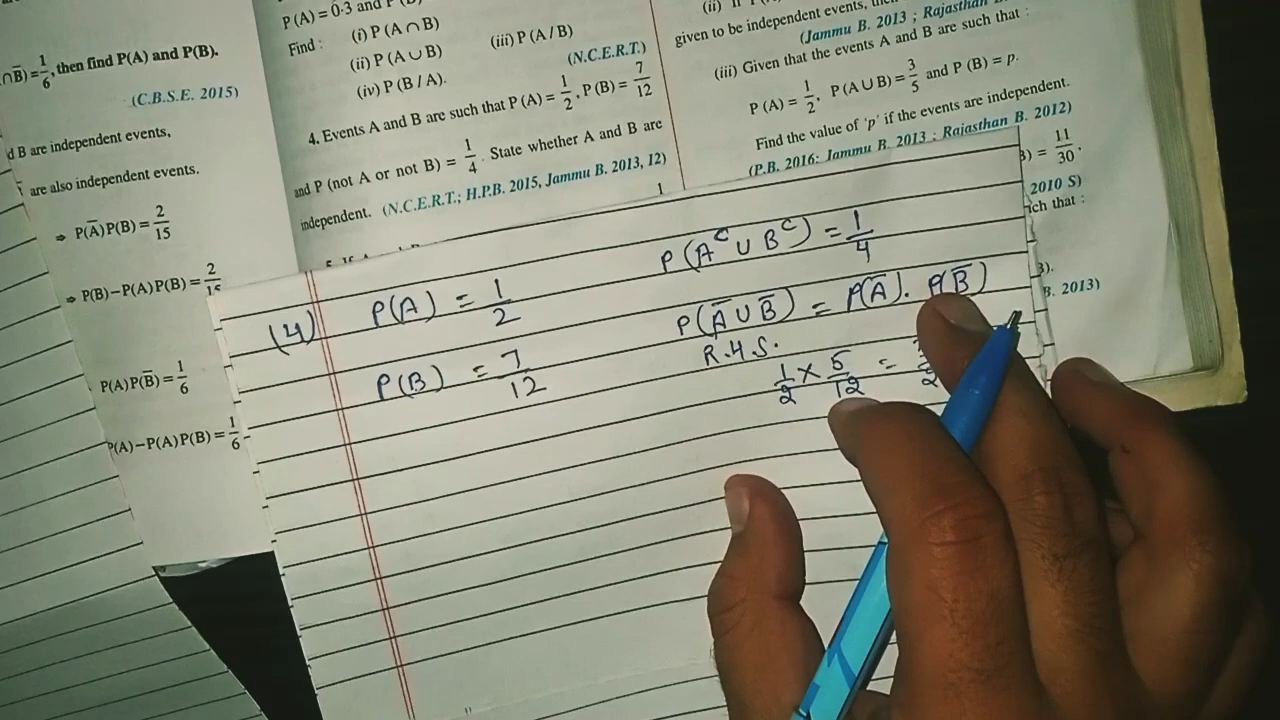 ∩B̄) = 1/6, then find P(A) and P(B).
(C.B.S.E. 2015)
d B are independent events,
are also independent events.
⇒ P(Ā)P(B) = 2/15
⇒ P(B)–P(A)P(B) = 2/15
P(A)P(B̄) = 1/6
P(A)–P(A)P(B) = 1/6
P(A) = 0·3 and P(B)
Find : (i) P (A ∩ B)
(ii) P (A ∪ B) (iii) P (A / B)
(iv) P (B / A). (N.C.E.R.T.)
4. Events A and B are such that P (A) = 1/2, P (B) = 7/12
and P (not A or not B) = 1/4. State whether A and B are
independent. (N.C.E.R.T.; H.P.B. 2015, Jammu B. 2013, 12)
1
(ii) If
given to be independent events,
(Jammu B. 2013 ; Rajasthan B.
(iii) Given that the events A and B are such that :
P (A) = 1/2, P (A ∪ B) = 3/5 and P (B) = p.
Find the value of 'p' if the events are independent.
(P.B. 2016; Jammu B. 2013 ; Rajasthan B. 2012)
B) = 11/30,
2010 S)
ich that :
B).
B. 2013)
(4) P(A) = 1/2
P(B) = 7/12
P(Aᶜ ∪ Bᶜ) = 1/4
P(Ā ∪ B̄) = P(Ā). P(B̄)
R.H.S.
1/2 × 5/12 =